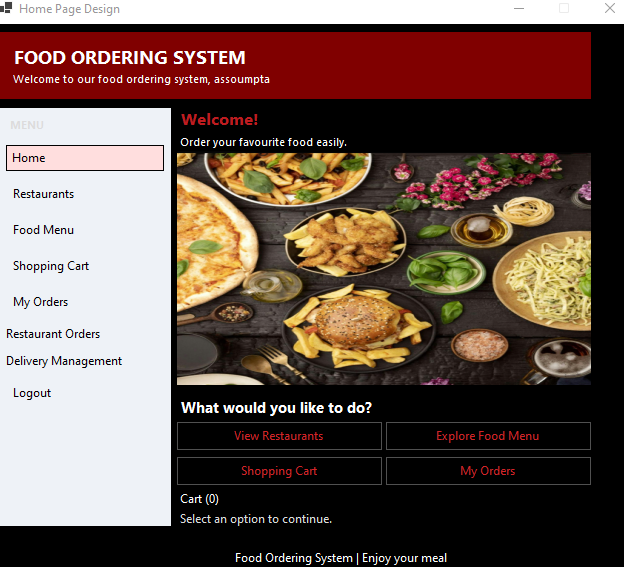 Home Page Design
FOOD ORDERING SYSTEM
Welcome to our food ordering system, assoumpta
MENU
Home
Restaurants
Food Menu
Shopping Cart
My Orders
Restaurant Orders
Delivery Management
Logout
Welcome!
Order your favourite food easily.
What would you like to do?
View Restaurants
Explore Food Menu
Shopping Cart
My Orders
Cart (0)
Select an option to continue.
Food Ordering System | Enjoy your meal